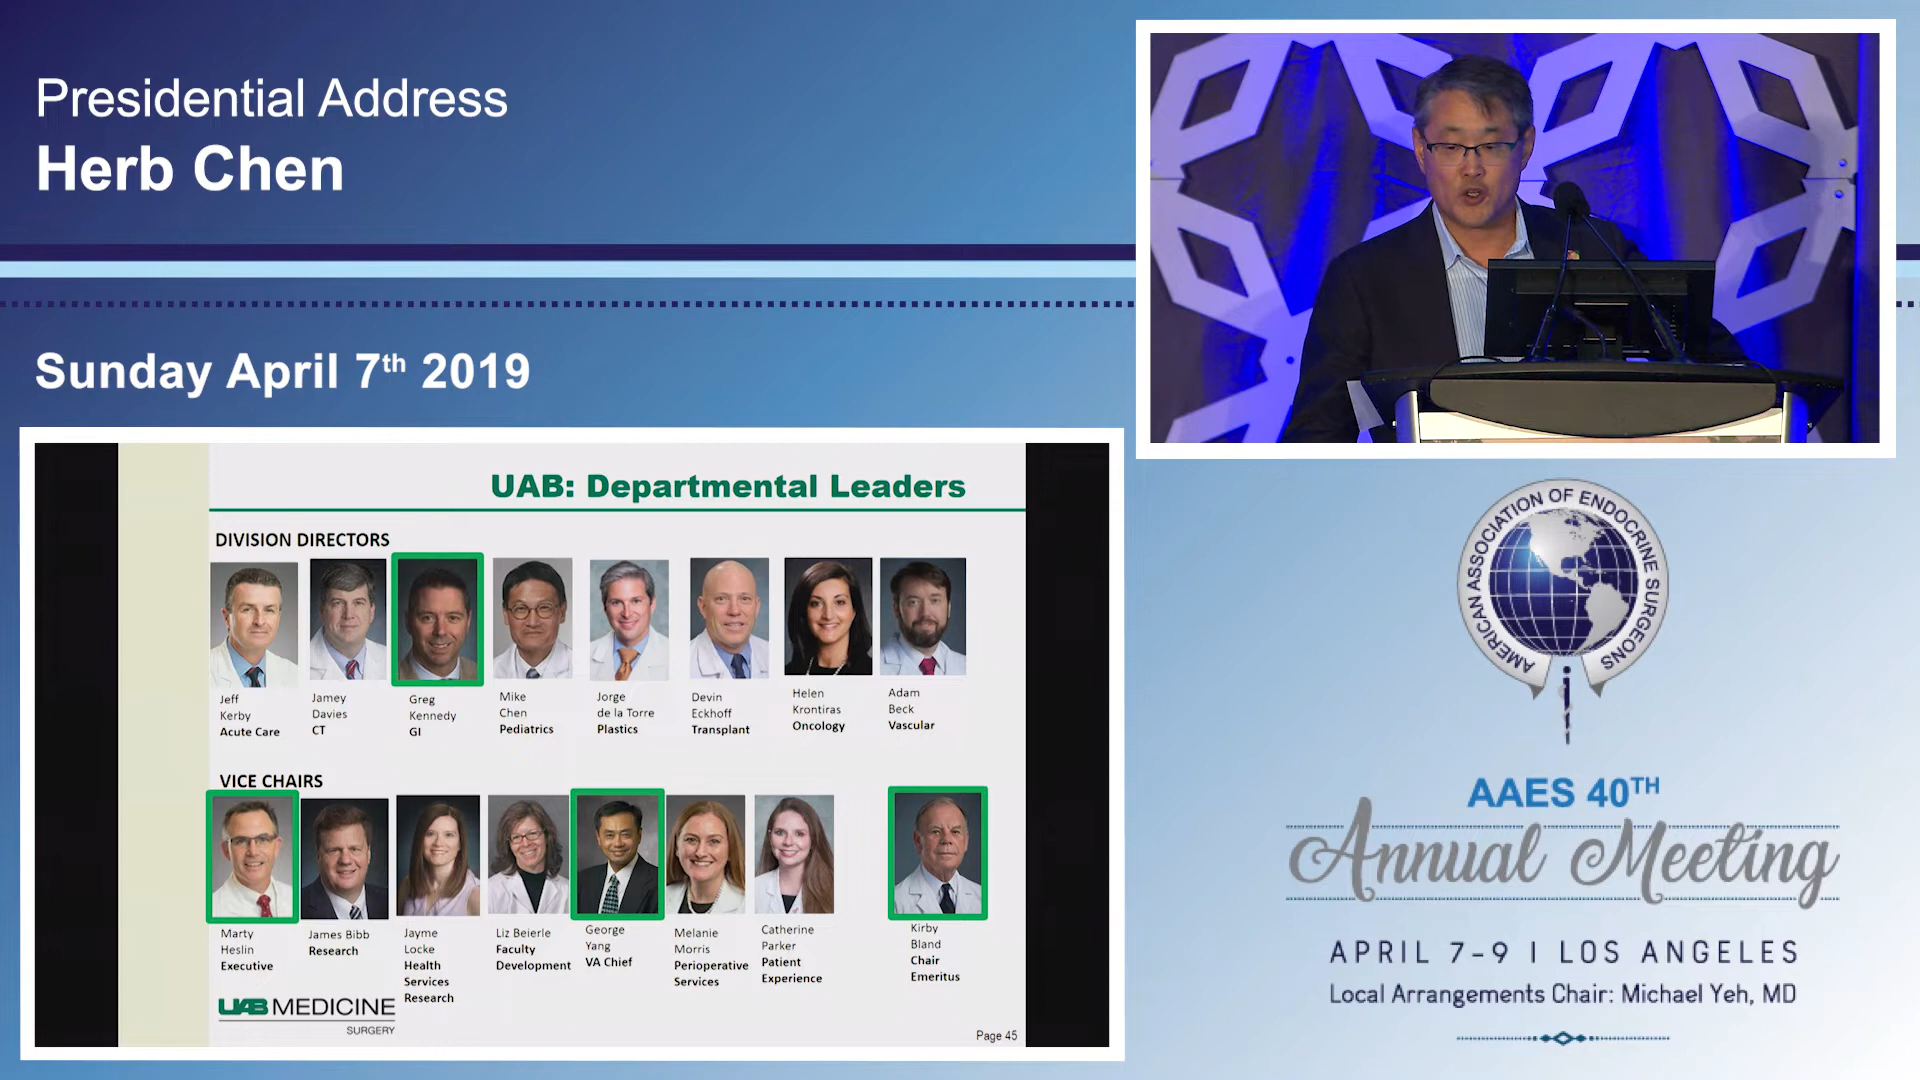 Presidential Address
Herb Chen
Sunday April 7th 2019
UAB: Departmental Leaders
DIVISION DIRECTORS
Jeff
Kerby
Acute Care
Jamey
Davies
CT
Greg
Kennedy
GI
Mike
Chen
Pediatrics
Jorge
de la Torre
Plastics
Devin
Eckhoff
Transplant
Helen
Krontiras
Oncology
Adam
Beck
Vascular
VICE CHAIRS
Marty
Heslin
Executive
James Bibb
Research
Jayme
Locke
Health
Services
Research
Liz Beierle
Faculty
Development
George
Yang
VA Chief
Melanie
Morris
Perioperative
Services
Catherine
Parker
Patient
Experience
Kirby
Bland
Chair
Emeritus
UAB MEDICINE
SURGERY
Page 45
AMERICAN ASSOCIATION OF ENDOCRINE SURGEONS
AAES 40TH
Annual Meeting
APRIL 7-9 | LOS ANGELES
Local Arrangements Chair: Michael Yeh, MD